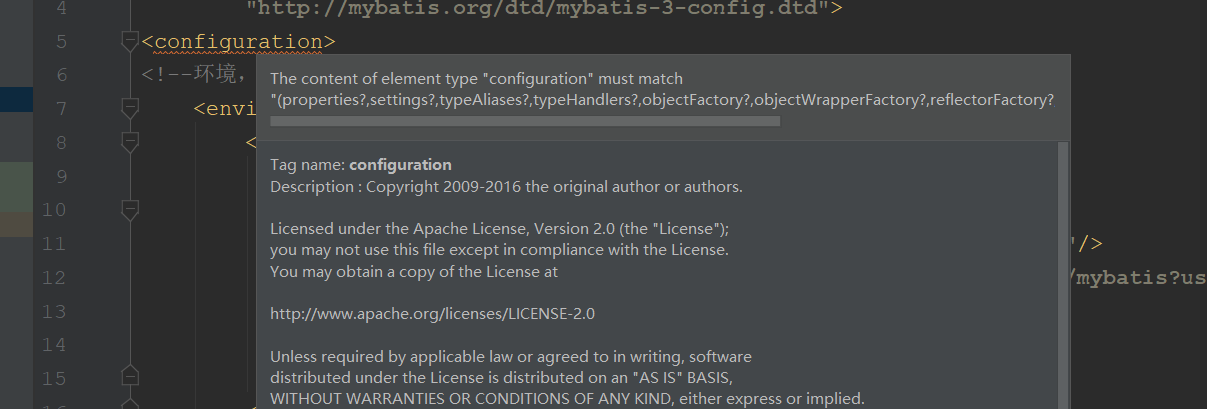 4 "http://mybatis.org/dtd/mybatis-3-config.dtd">
5 <configuration>
6 <!--环境,
The content of element type "configuration" must match
"(properties?,settings?,typeAliases?,typeHandlers?,objectFactory?,objectWrapperFactory?,reflectorFactory?
7 <envi
8 <
Tag name: configuration
9
Description : Copyright 2009-2016 the original author or authors.
10
Licensed under the Apache License, Version 2.0 (the "License");
11 "/>
you may not use this file except in compliance with the License.
You may obtain a copy of the License at
12 /mybatis?us
13
http://www.apache.org/licenses/LICENSE-2.0
14
Unless required by applicable law or agreed to in writing, software
15
distributed under the License is distributed on an "AS IS" BASIS,
WITHOUT WARRANTIES OR CONDITIONS OF ANY KIND, either express or implied.